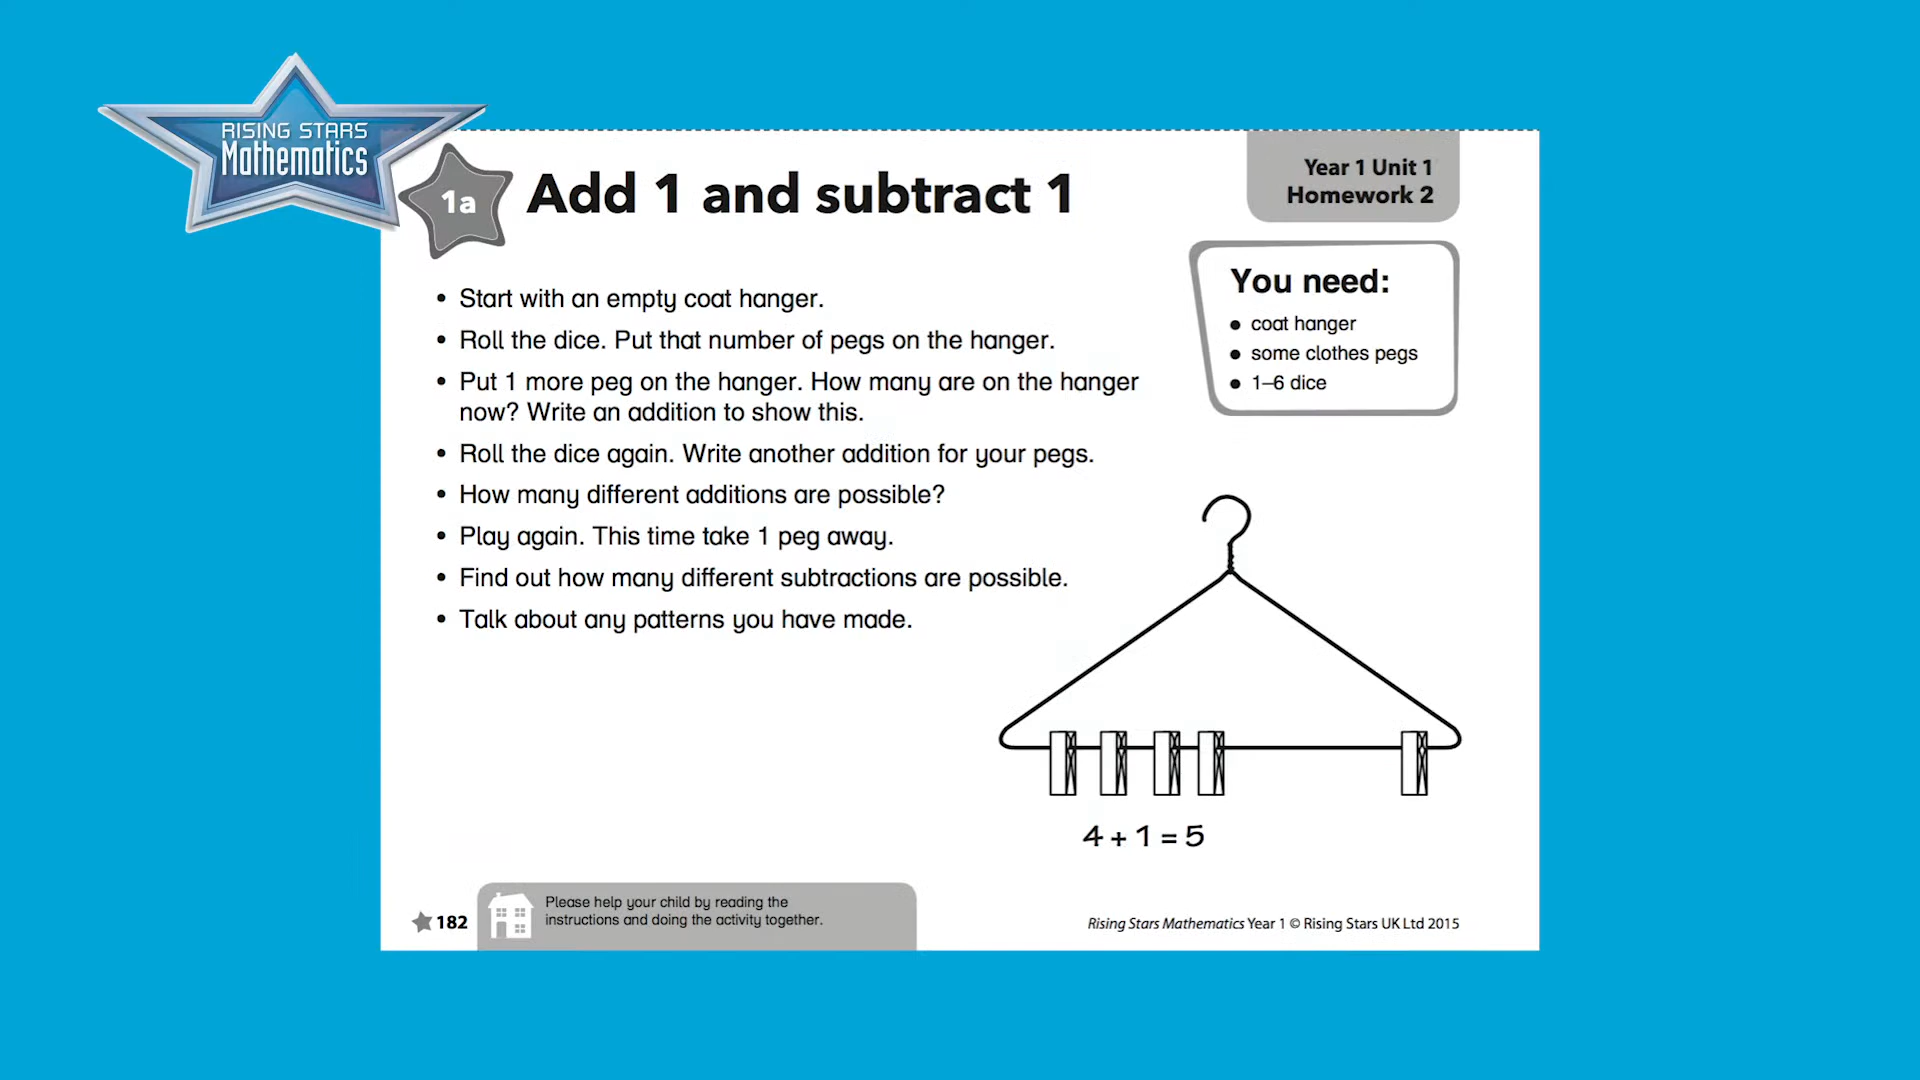 RISING STARS
Mathematics
1a
Add 1 and subtract 1
Year 1 Unit 1
Homework 2
• Start with an empty coat hanger.
• Roll the dice. Put that number of pegs on the hanger.
• Put 1 more peg on the hanger. How many are on the hanger
now? Write an addition to show this.
• Roll the dice again. Write another addition for your pegs.
• How many different additions are possible?
• Play again. This time take 1 peg away.
• Find out how many different subtractions are possible.
• Talk about any patterns you have made.
You need:
• coat hanger
• some clothes pegs
• 1–6 dice
4 + 1 = 5
182
Please help your child by reading the
instructions and doing the activity together.
Rising Stars Mathematics Year 1 © Rising Stars UK Ltd 2015